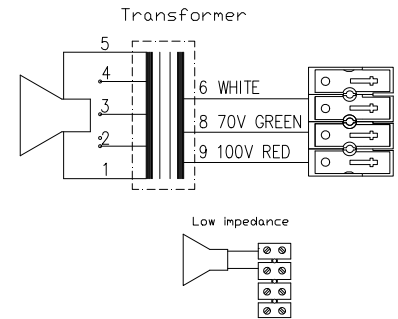 Transformer
5
4
6 WHITE
3
8 70V GREEN
2
9 100V RED
1
Low impedance